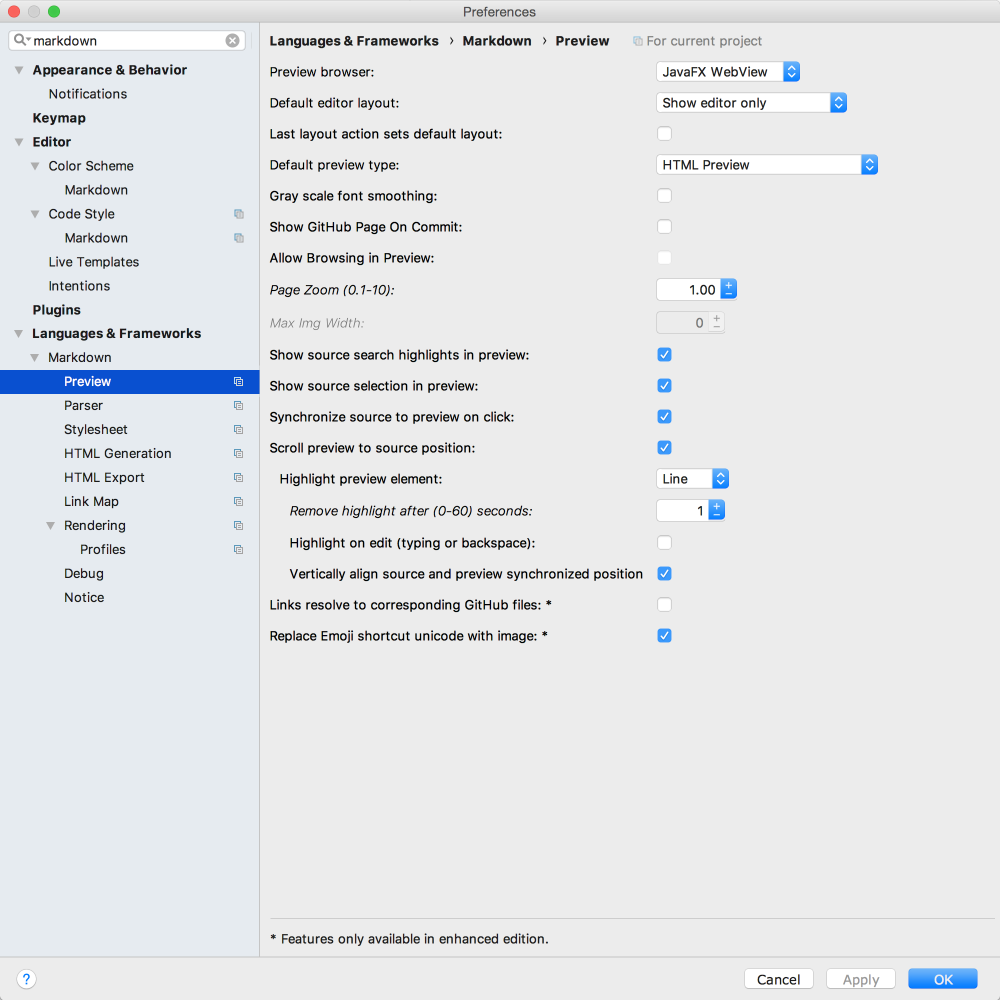 Preferences
markdown
Appearance & Behavior
Notifications
Keymap
Editor
Color Scheme
Markdown
Code Style
Markdown
Live Templates
Intentions
Plugins
Languages & Frameworks
Markdown
Preview
Parser
Stylesheet
HTML Generation
HTML Export
Link Map
Rendering
Profiles
Debug
Notice
Languages & Frameworks › Markdown › Preview For current project
Preview browser: JavaFX WebView
Default editor layout: Show editor only
Last layout action sets default layout:
Default preview type: HTML Preview
Gray scale font smoothing:
Show GitHub Page On Commit:
Allow Browsing in Preview:
Page Zoom (0.1-10): 1.00
Max Img Width: 0
Show source search highlights in preview:
Show source selection in preview:
Synchronize source to preview on click:
Scroll preview to source position:
Highlight preview element: Line
Remove highlight after (0-60) seconds: 1
Highlight on edit (typing or backspace):
Vertically align source and preview synchronized position
Links resolve to corresponding GitHub files: *
Replace Emoji shortcut unicode with image: *
* Features only available in enhanced edition.
? Cancel Apply OK